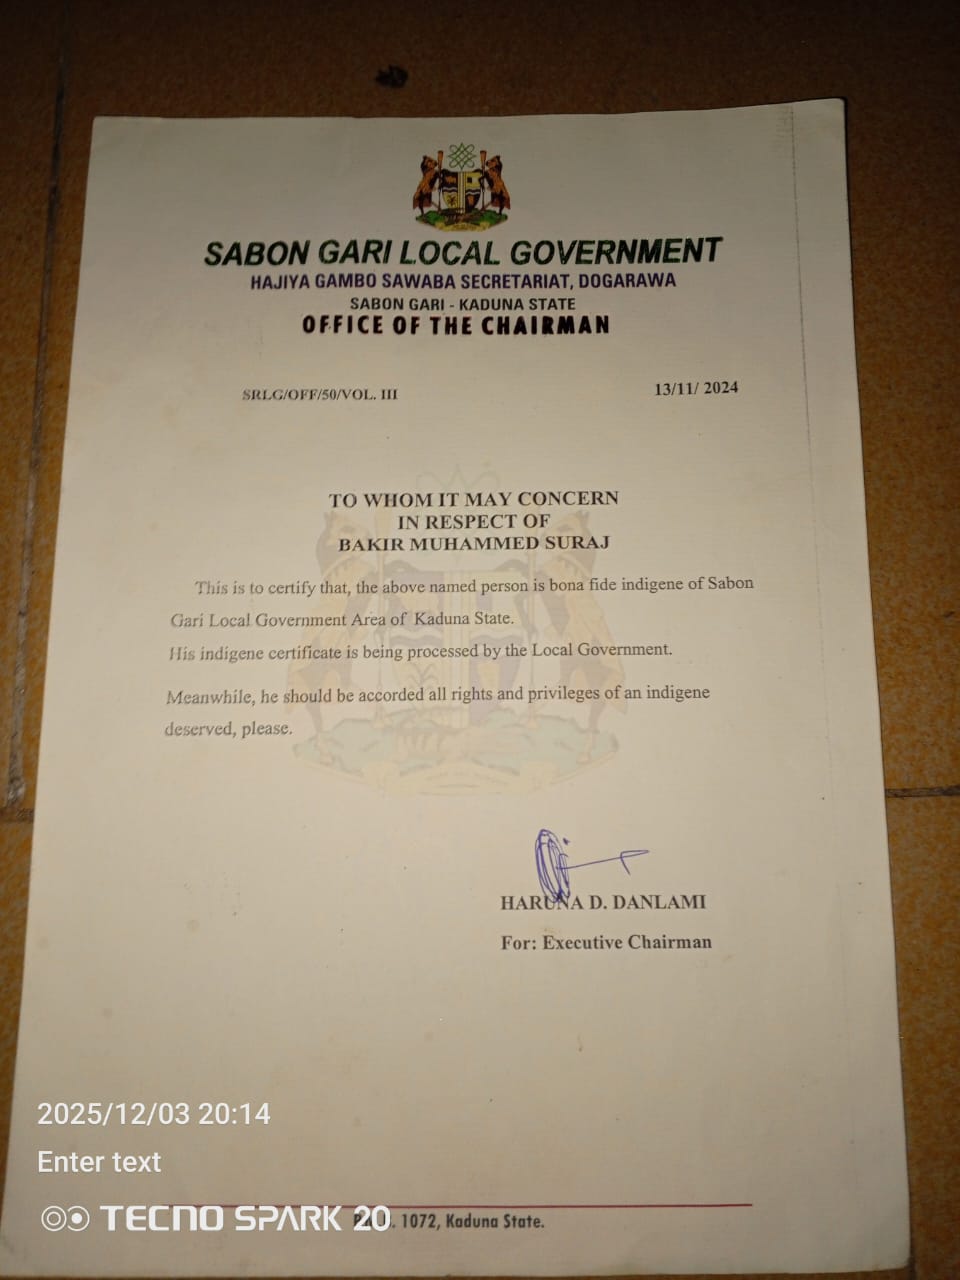 SABON GARI LOCAL GOVERNMENT
HAJIYA GAMBO SAWABA SECRETARIAT, DOGARAWA
SABON GARI - KADUNA STATE
OFFICE OF THE CHAIRMAN
SRLG/OFF/50/VOL. III
13/11/ 2024
TO WHOM IT MAY CONCERN
IN RESPECT OF
BAKIR MUHAMMED SURAJ
This is to certify that, the above named person is bona fide indigene of Sabon
Gari Local Government Area of Kaduna State.
His indigene certificate is being processed by the Local Government.
Meanwhile, he should be accorded all rights and privileges of an indigene
deserved, please.
HARUNA D. DANLAMI
For: Executive Chairman
2025/12/03 20:14
Enter text
TECNO SPARK 20
1072, Kaduna State.